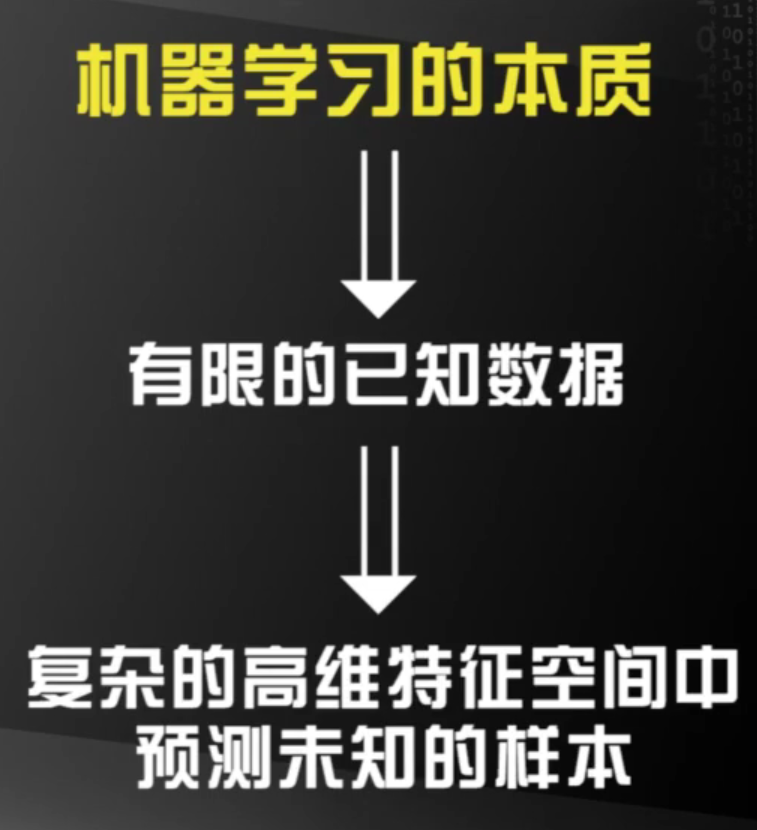 机器学习的本质
有限的已知数据
复杂的高维特征空间中
预测未知的样本